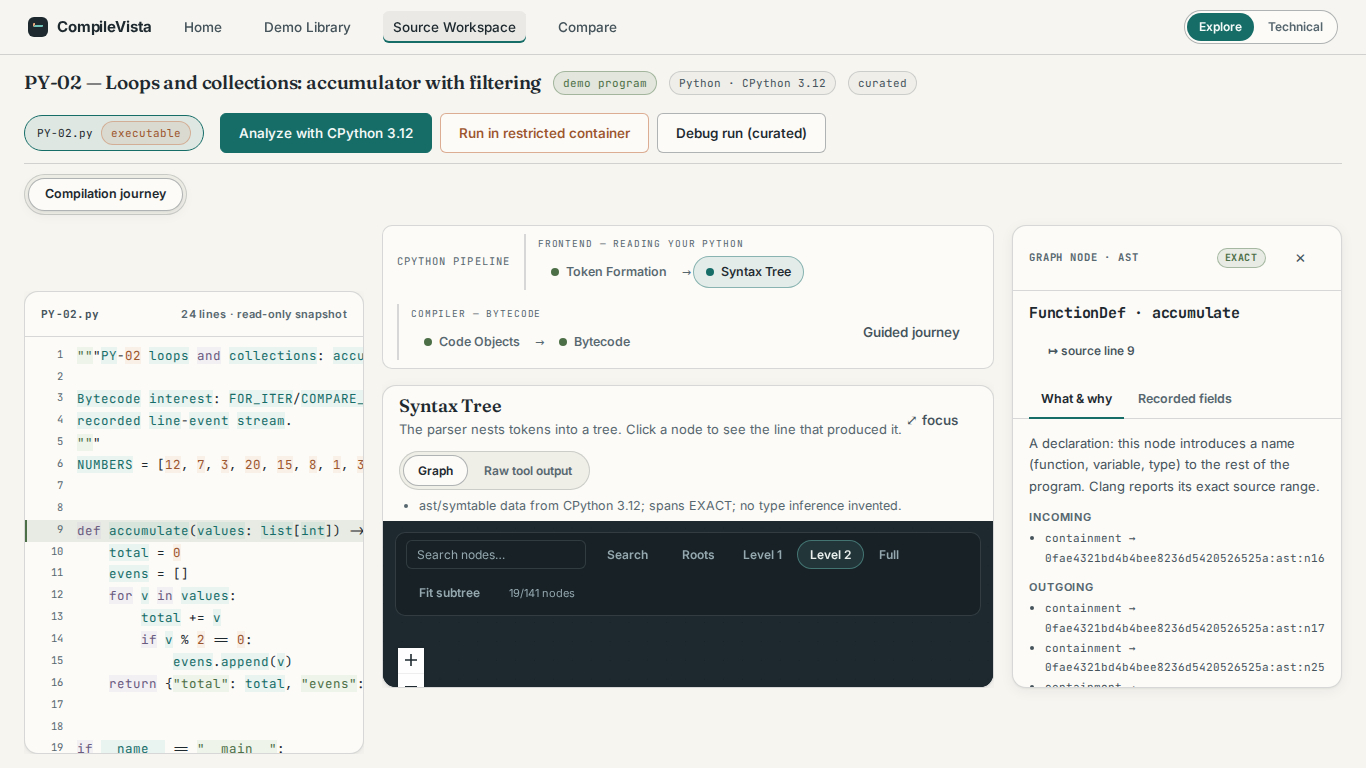 CompileVista
Home
Demo Library
Source Workspace
Compare
Explore
Technical
PY-02 — Loops and collections: accumulator with filtering
demo program
Python · CPython 3.12
curated
PY-02.py
executable
Analyze with CPython 3.12
Run in restricted container
Debug run (curated)
Compilation journey
PY-02.py
24 lines · read-only snapshot
1 """PY-02 loops and collections: accu
2
3 Bytecode interest: FOR_ITER/COMPARE_
4 recorded line-event stream.
5 """
6 NUMBERS = [12, 7, 3, 20, 15, 8, 1, 3
7
8
9 def accumulate(values: list[int]) →
10 total = 0
11 evens = []
12 for v in values:
13 total += v
14 if v % 2 == 0:
15 evens.append(v)
16 return {"total": total, "evens":
17
18
19 if __name__ == "__main__":
CPYTHON PIPELINE
FRONTEND — READING YOUR PYTHON
Token Formation → Syntax Tree
COMPILER — BYTECODE
Code Objects → Bytecode
Guided journey
Syntax Tree
The parser nests tokens into a tree. Click a node to see the line that produced it.
⤢ focus
Graph
Raw tool output
• ast/symtable data from CPython 3.12; spans EXACT; no type inference invented.
Search nodes…
Search
Roots
Level 1
Level 2
Full
Fit subtree
19/141 nodes
+
−
GRAPH NODE · AST
EXACT
✕
FunctionDef · accumulate
↦ source line 9
What & why
Recorded fields
A declaration: this node introduces a name
(function, variable, type) to the rest of the
program. Clang reports its exact source range.
INCOMING
• containment →
0fae4321bd4b4bee8236d5420526525a:ast:n16
OUTGOING
• containment →
0fae4321bd4b4bee8236d5420526525a:ast:n17
• containment →
0fae4321bd4b4bee8236d5420526525a:ast:n25
• containment →